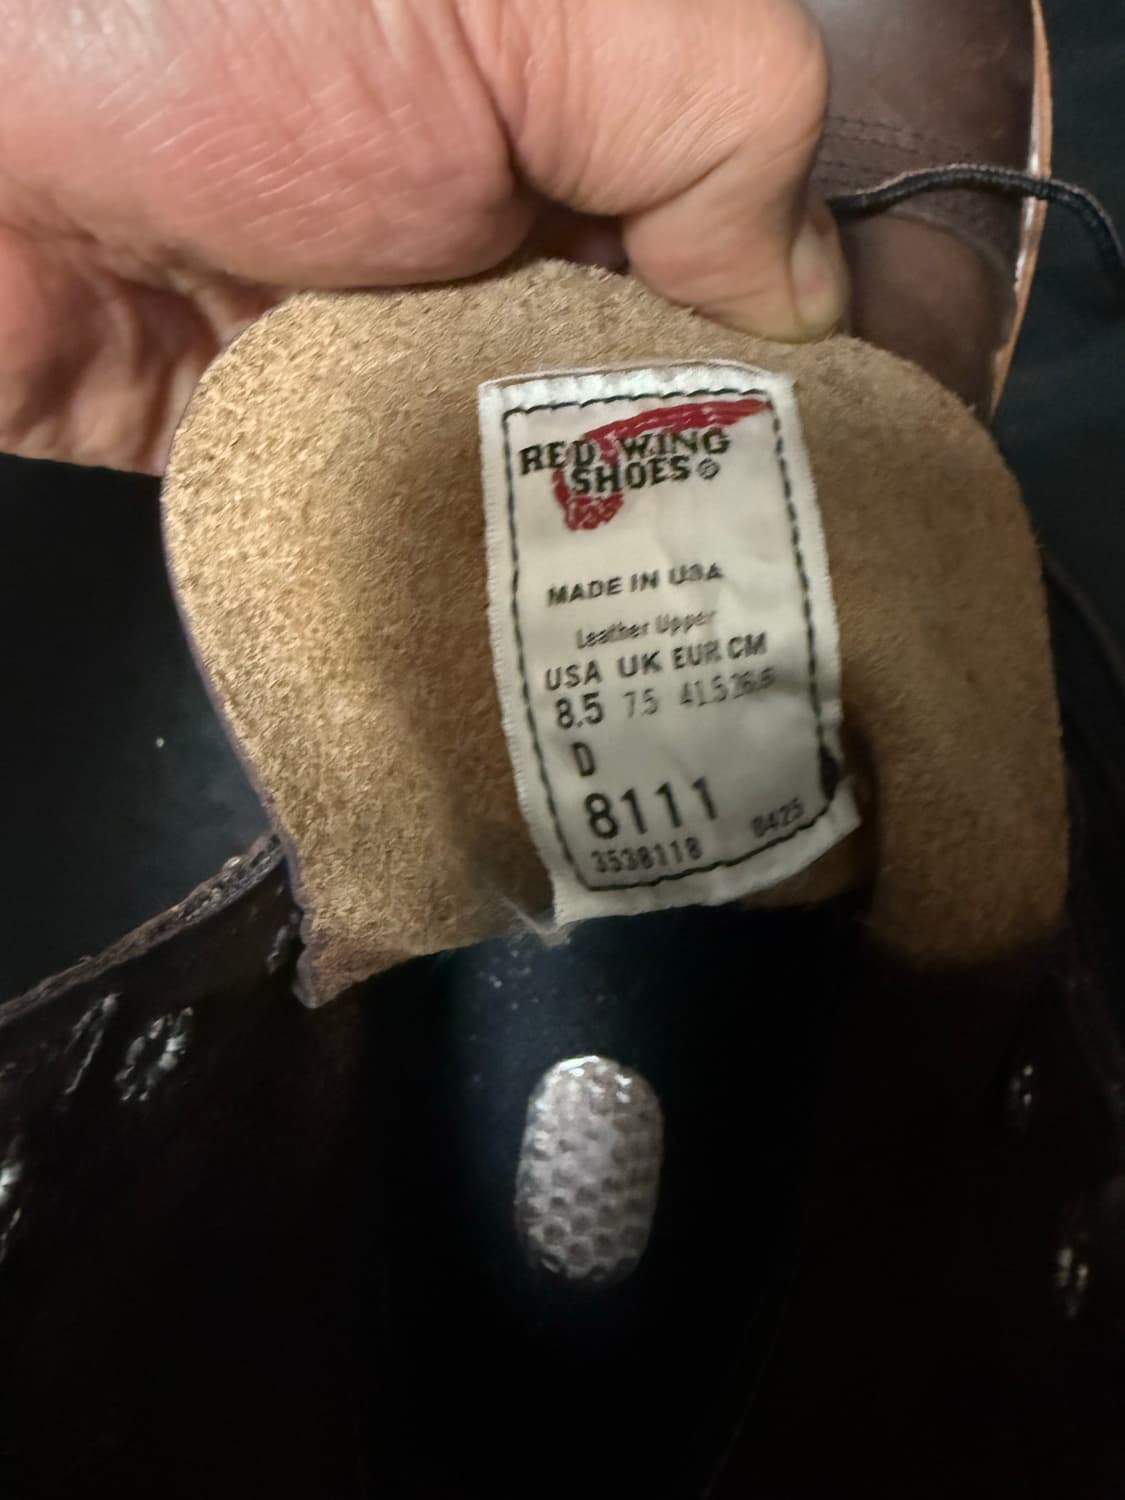 RED WING
SHOES®
MADE IN USA
Leather Upper
USA UK EUR CM
8.5 7.5 41.5 26.5
D
8111
3538118 0425